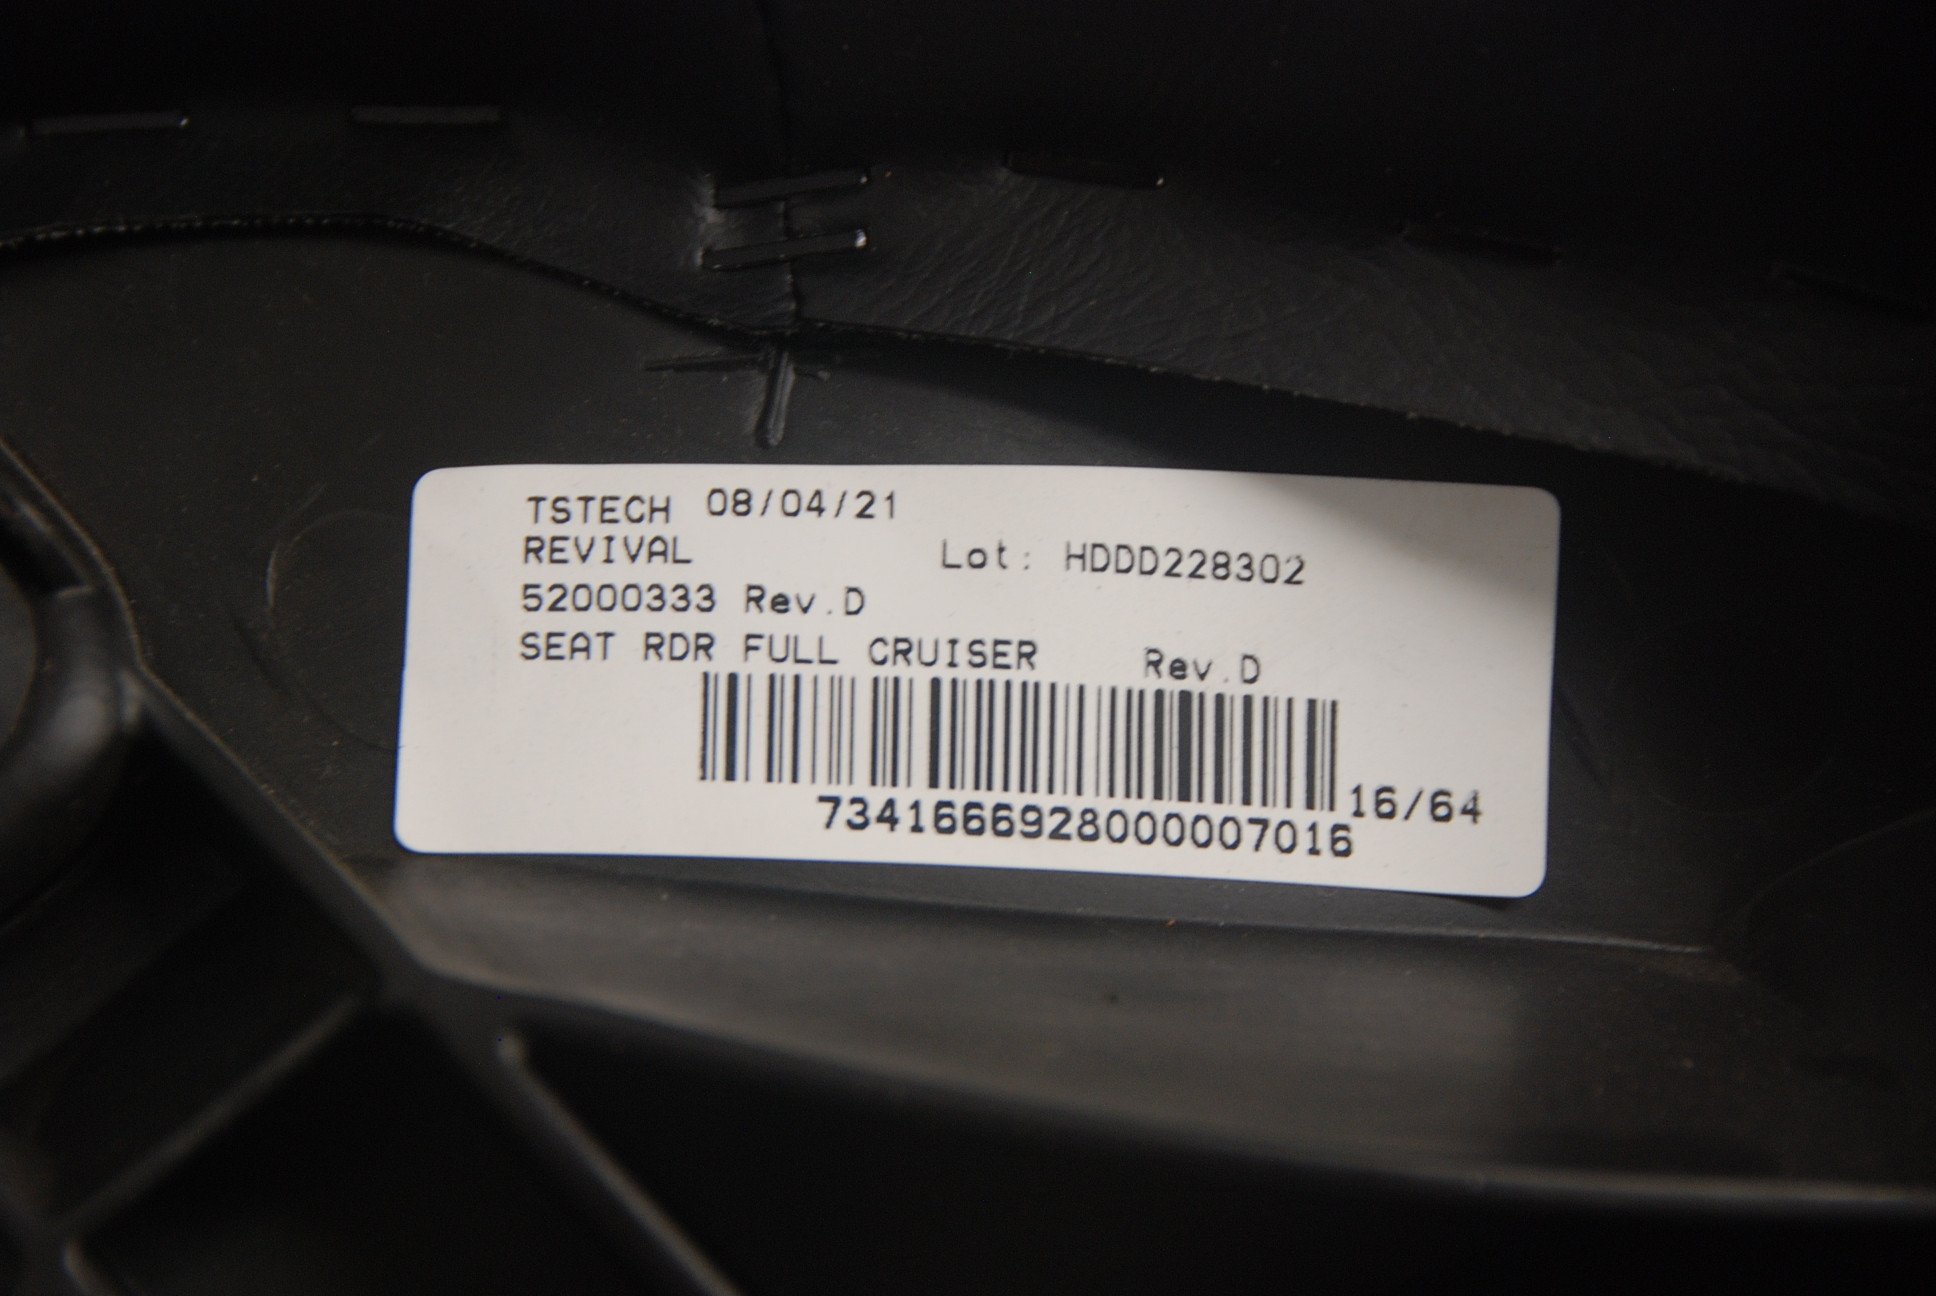 TSTECH 08/04/21
REVIVAL Lot: HDDD228302
52000333 Rev.D
SEAT RDR FULL CRUISER Rev.D
16/64
7341666928000007016